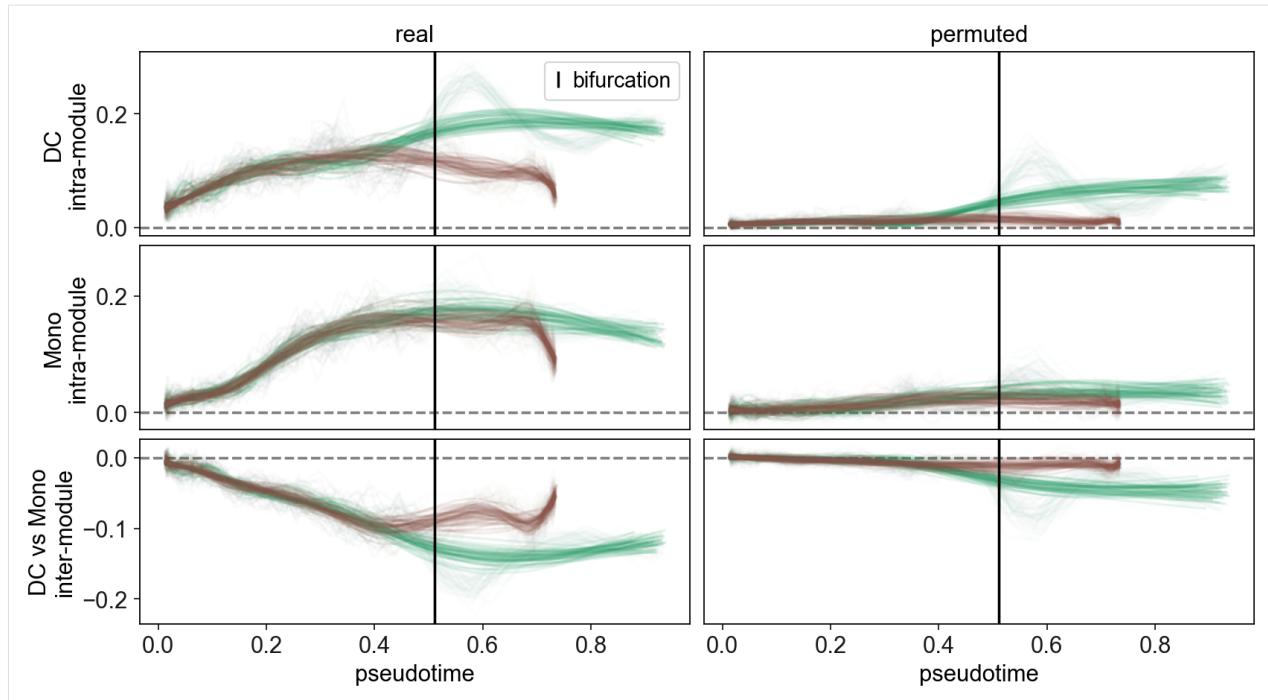 real
permuted
bifurcation
DC
intra-module
0.2
0.0
Mono
intra-module
0.2
0.0
DC vs Mono
inter-module
0.0
−0.1
−0.2
0.0 0.2 0.4 0.6 0.8
pseudotime
0.0 0.2 0.4 0.6 0.8
pseudotime